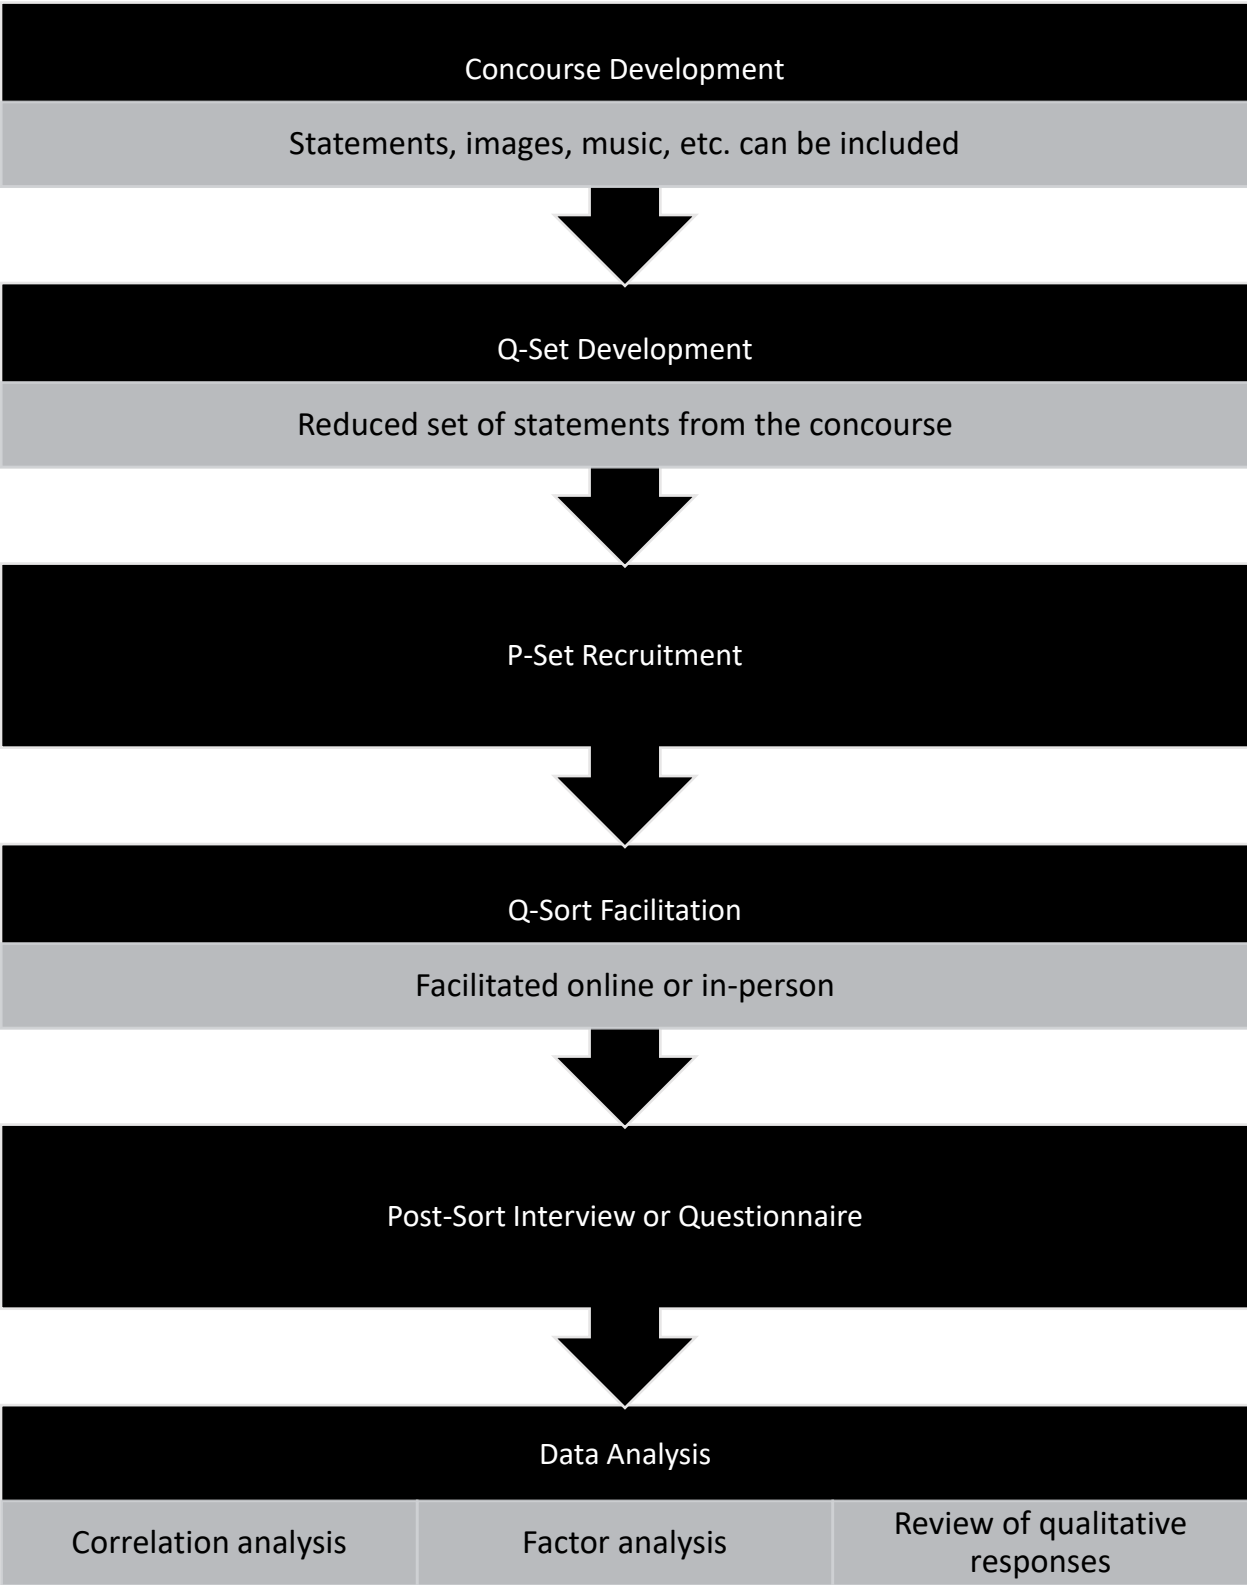 Concourse Development
Statements, images, music, etc. can be included
Q-Set Development
Reduced set of statements from the concourse
P-Set Recruitment
Q-Sort Facilitation
Facilitated online or in-person
Post-Sort Interview or Questionnaire
Data Analysis
Correlation analysis
Factor analysis
Review of qualitative
responses